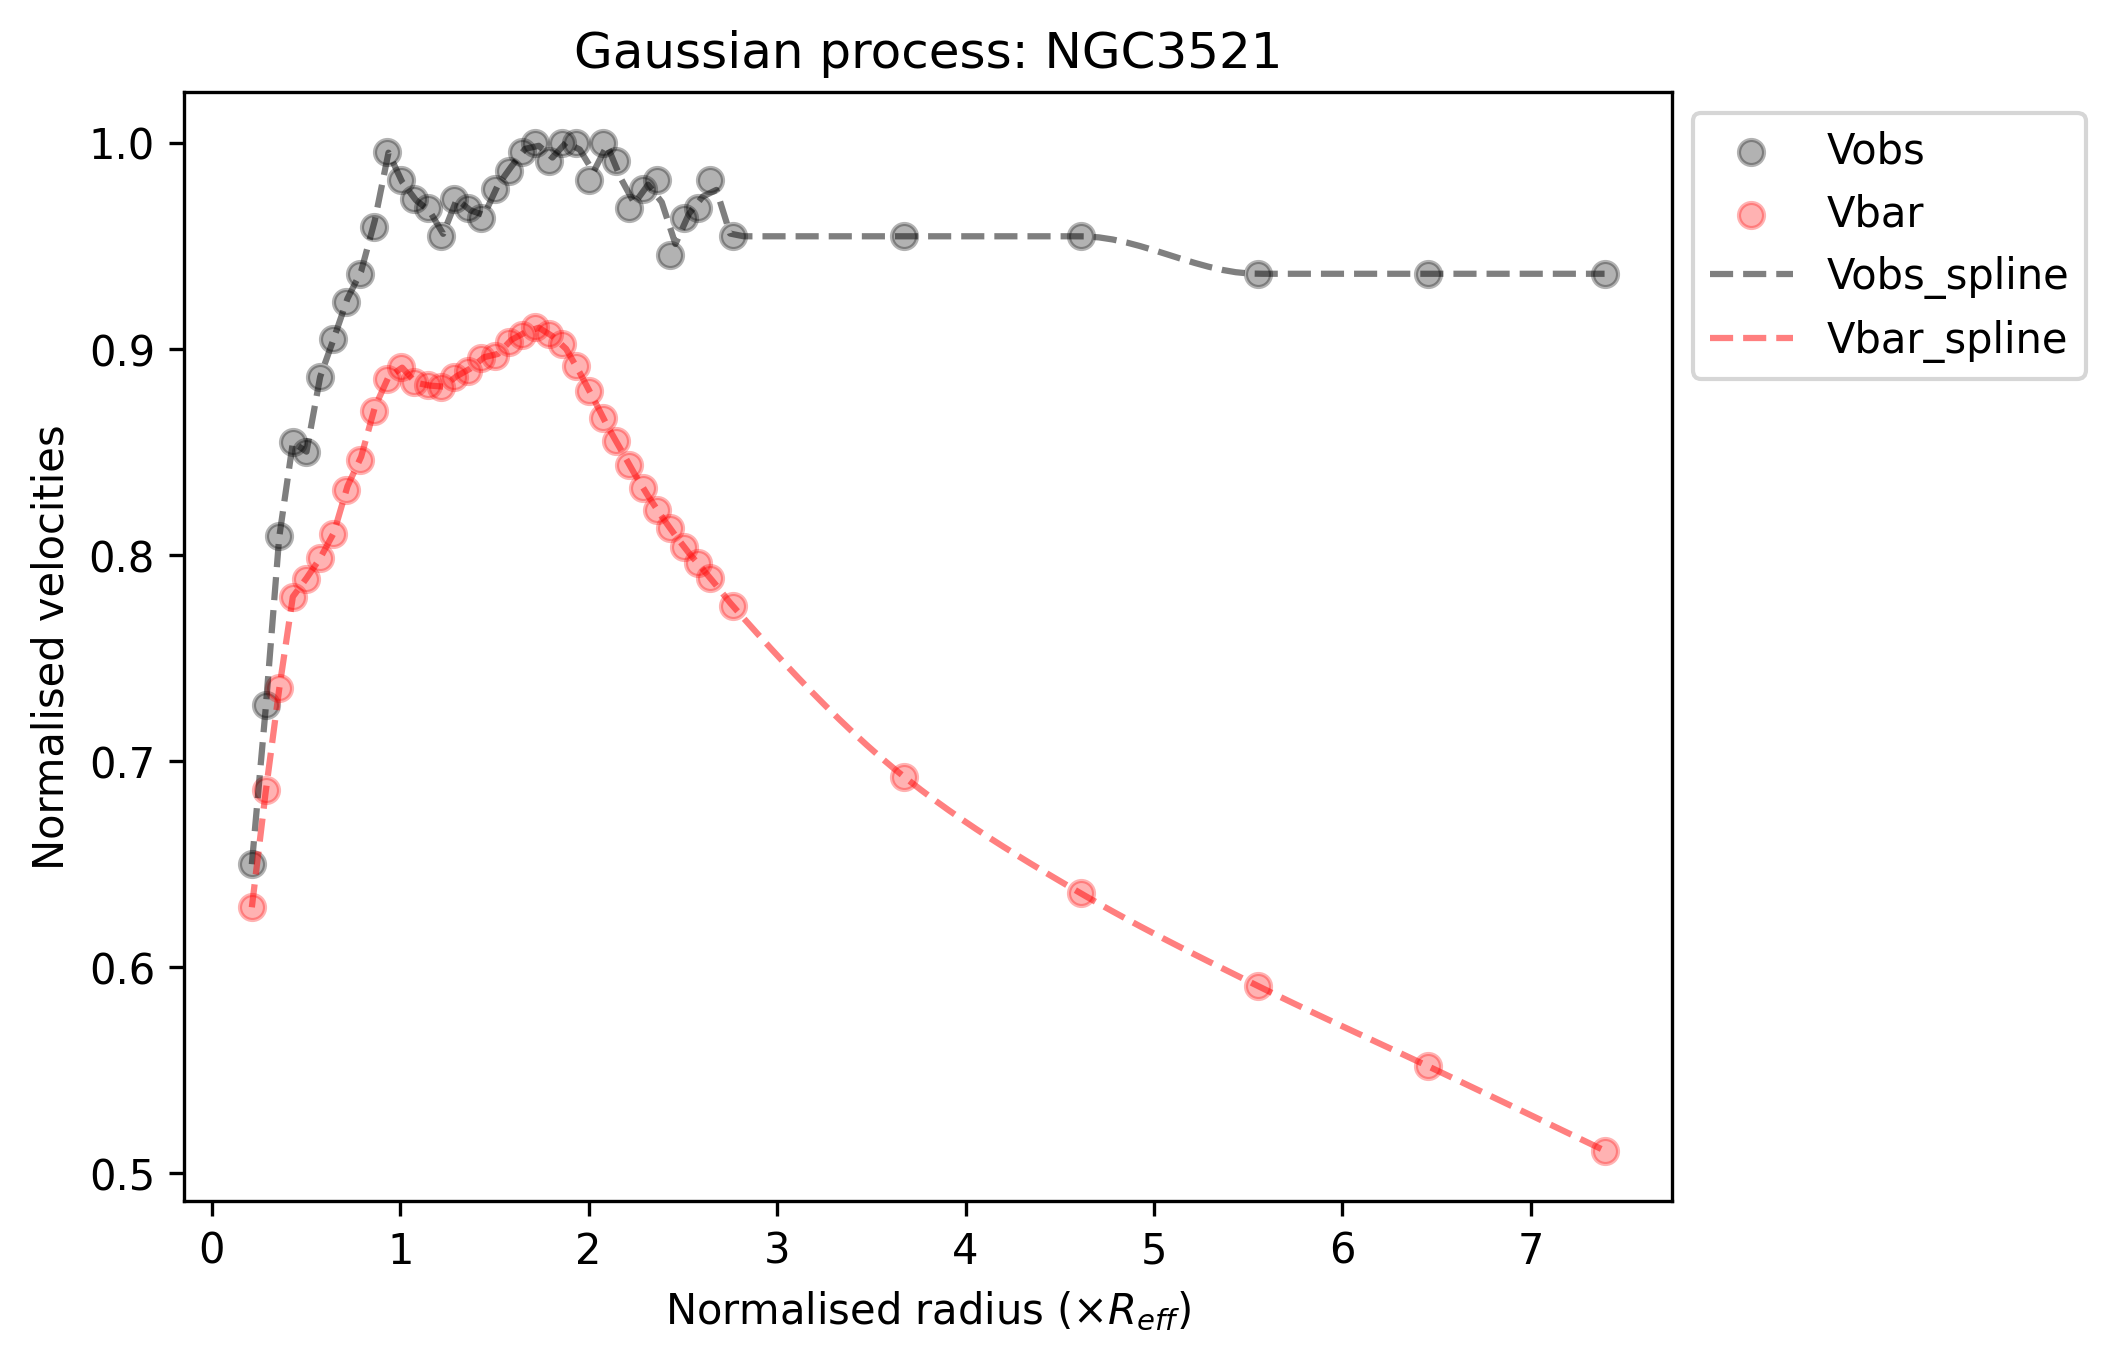 Gaussian process: NGC3521
1.0
0.9
0.8
0.7
0.6
0.5
Normalised velocities
0 1 2 3 4 5 6 7
Normalised radius (×R_eff)
Vobs
Vbar
Vobs_spline
Vbar_spline